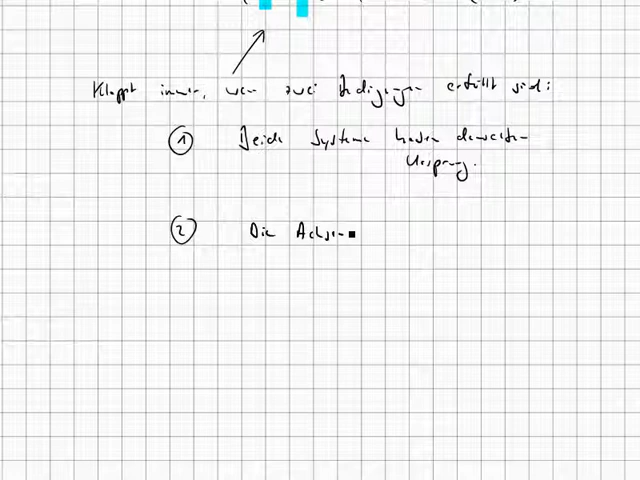 Klappt immer, wenn zwei Bedingungen erfüllt sind:
1 Beide Systeme haben denselben
Ursprung.
2 Die Achsen